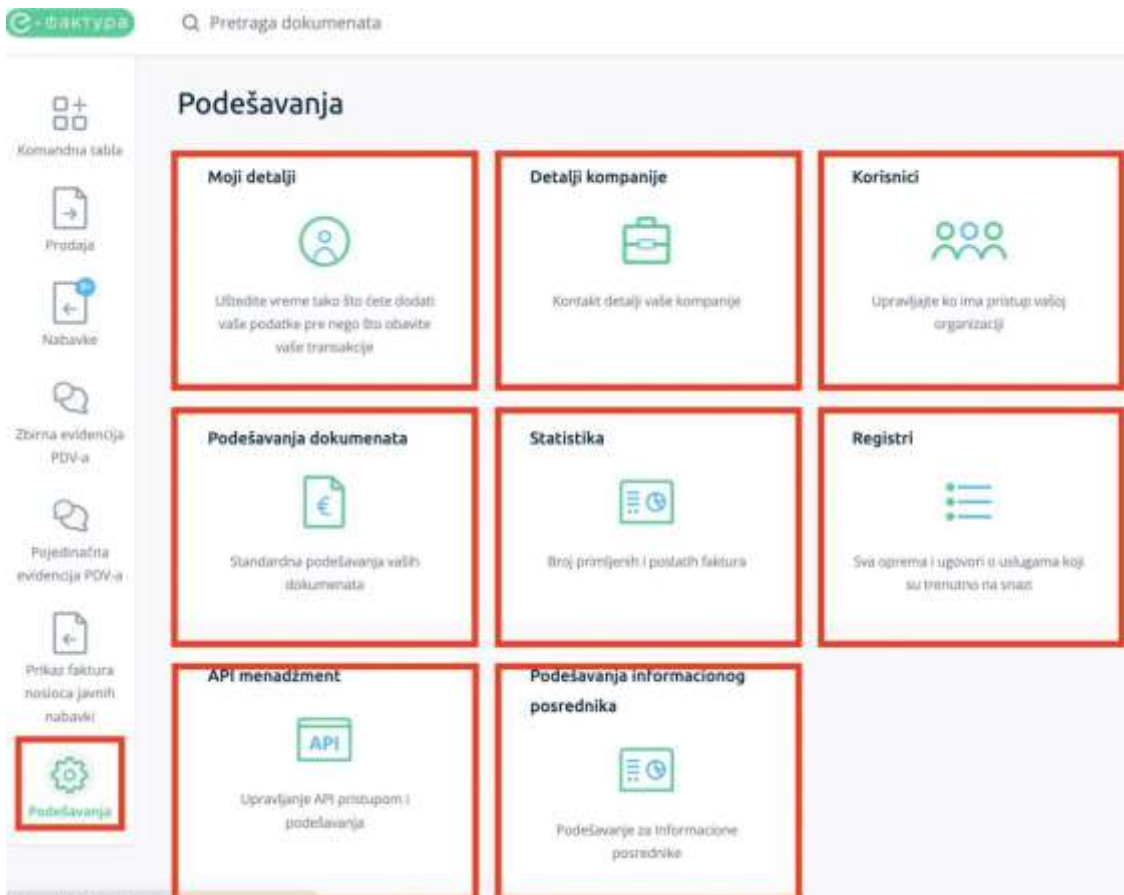 е-Фактура
Pretraga dokumenata
Podešavanja
Komandna tabla
Prodaja
Nabavke
Zbirna evidencija
PDV-a
Pojedinačna
evidencija PDV-a
Prikaz faktura
nosioca javnih
nabavki
Podešavanja
Moji detalji
Uštedite vreme tako što ćete dodati
vaše podatke pre nego što obavite
vaše transakcije
Detalji kompanije
Kontakt detalji vaše kompanije
Korisnici
Upravljajte ko ima pristup vašoj
organizaciji
Podešavanja dokumenata
Standardna podešavanja vaših
dokumenata
Statistika
Broj primljenih i poslatih faktura
Registri
Sva oprema i ugovori o uslugama koji
su trenutno na snazi
API menadžment
API
Upravljanje API pristupom i
podešavanja
Podešavanja informacionog
posrednika
Podešavanje za Informacione
posrednike